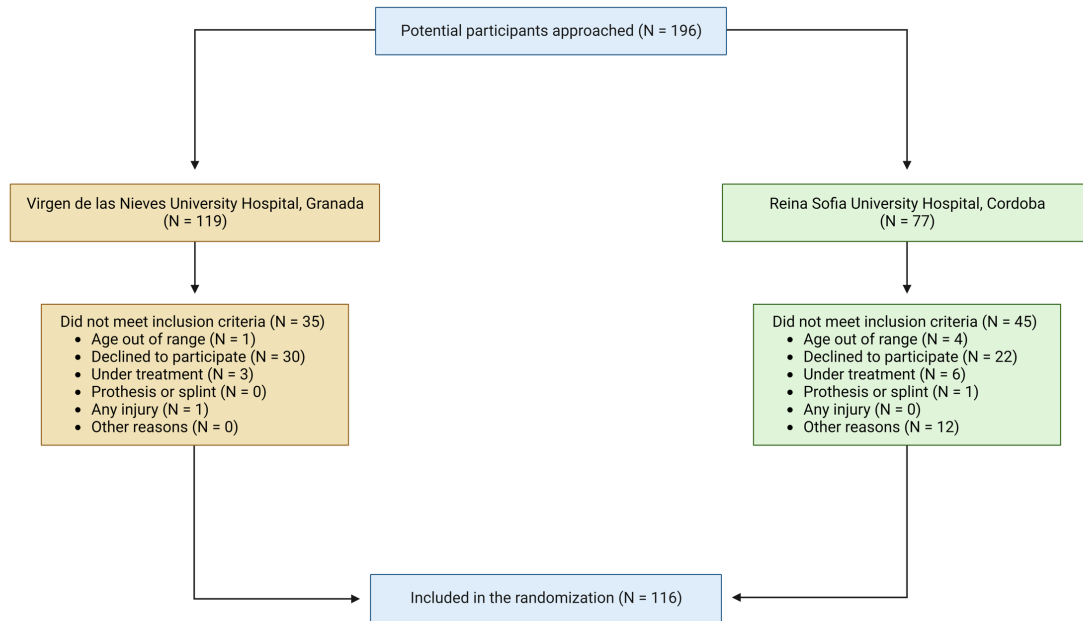 Potential participants approached (N = 196)
Virgen de las Nieves University Hospital, Granada
(N = 119)
Reina Sofia University Hospital, Cordoba
(N = 77)
Did not meet inclusion criteria (N = 35)
• Age out of range (N = 1)
• Declined to participate (N = 30)
• Under treatment (N = 3)
• Prothesis or splint (N = 0)
• Any injury (N = 1)
• Other reasons (N = 0)
Did not meet inclusion criteria (N = 45)
• Age out of range (N = 4)
• Declined to participate (N = 22)
• Under treatment (N = 6)
• Prothesis or splint (N = 1)
• Any injury (N = 0)
• Other reasons (N = 12)
Included in the randomization (N = 116)